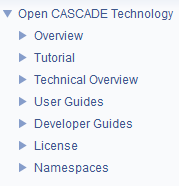 Open CASCADE Technology
Overview
Tutorial
Technical Overview
User Guides
Developer Guides
License
Namespaces